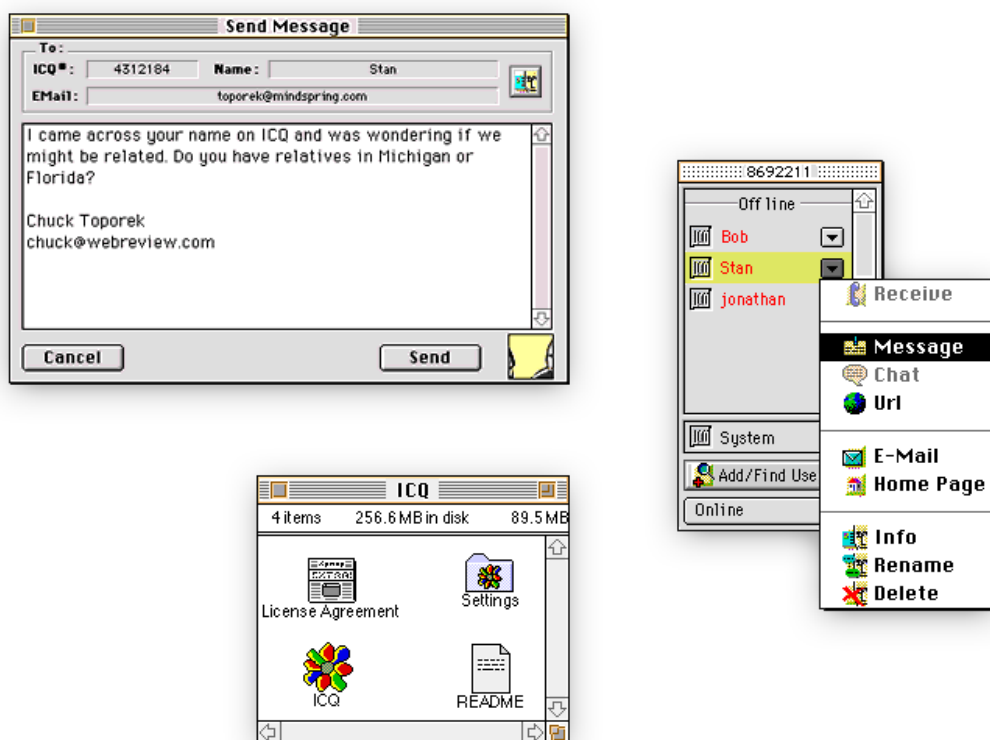 Send Message
To:
ICQ#: 4312184 Name: Stan
EMail: toporek@mindspring.com
I came across your name on ICQ and was wondering if we
might be related. Do you have relatives in Michigan or
Florida?
Chuck Toporek
chuck@webreview.com
Cancel Send
8692211
Offline
Bob
Stan
jonathan
System
Add/Find Use
Online
Receive
Message
Chat
Url
E-Mail
Home Page
Info
Rename
Delete
ICQ
4 items 256.6 MB in disk 89.5 MB
License Agreement
Settings
ICQ
README